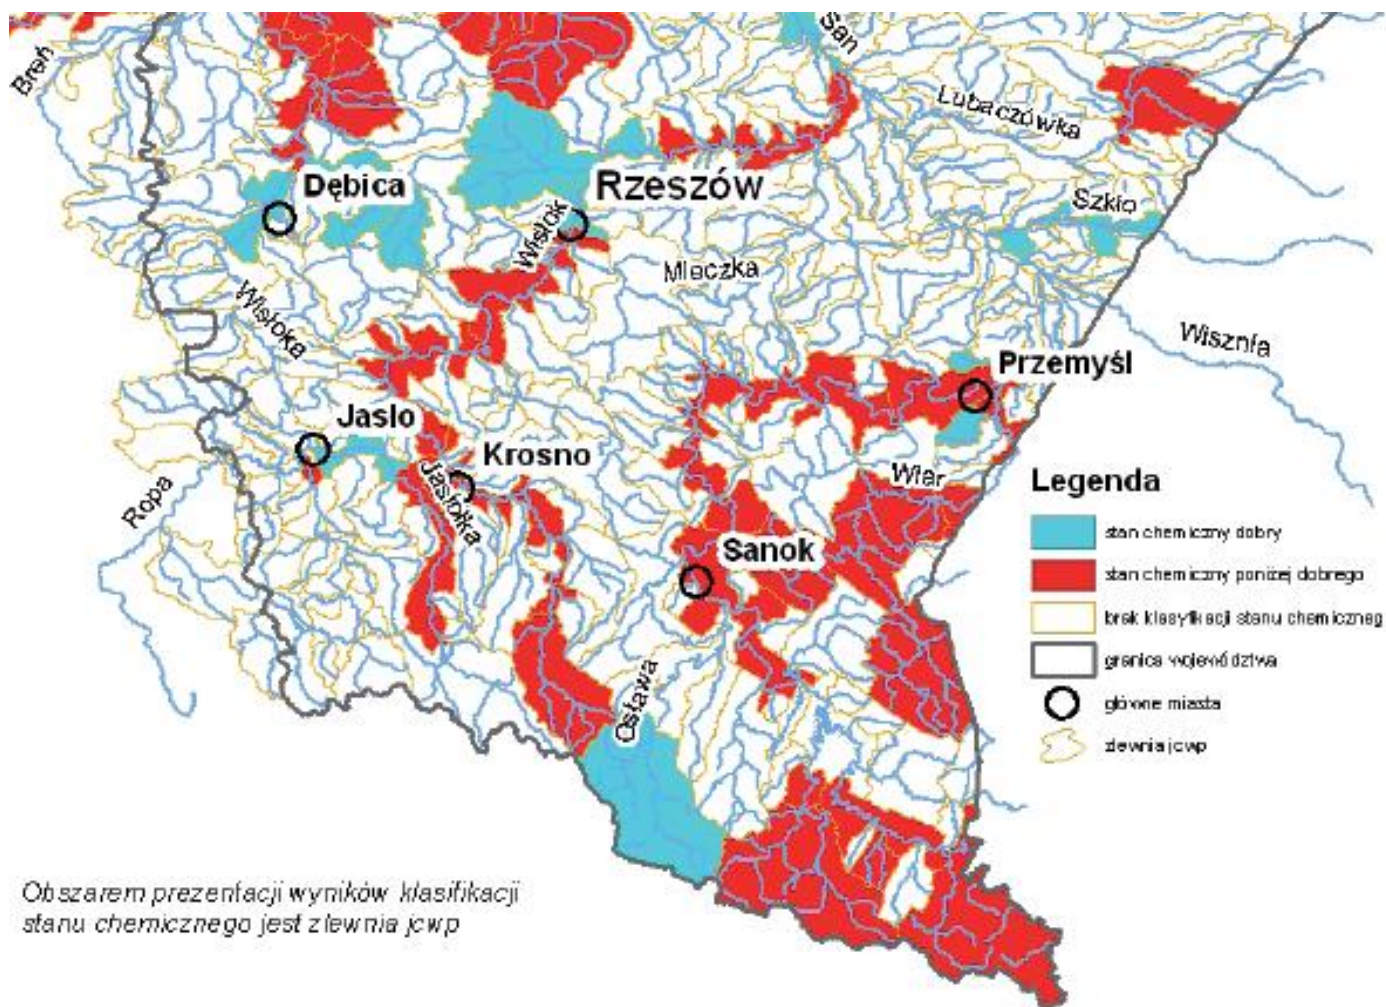 Breń
San
Lubaczówka
Dębica
Rzeszów
Szkło
Wisłok
Mleczka
Wisłoka
Wisznia
Przemyśl
Jasło
Krosno
Jasiołka
Wiar
Ropa
Sanok
Osława
Legenda
stan chemiczny dobry
stan chemiczny poniżej dobrego
brak klasyfikacji stanu chemiczneg
granica województwa
główne miasta
zlewnia jcwp
Obszarem prezentacji wyników klasifikacji
stanu chemicznego jest zlewnia jcwp